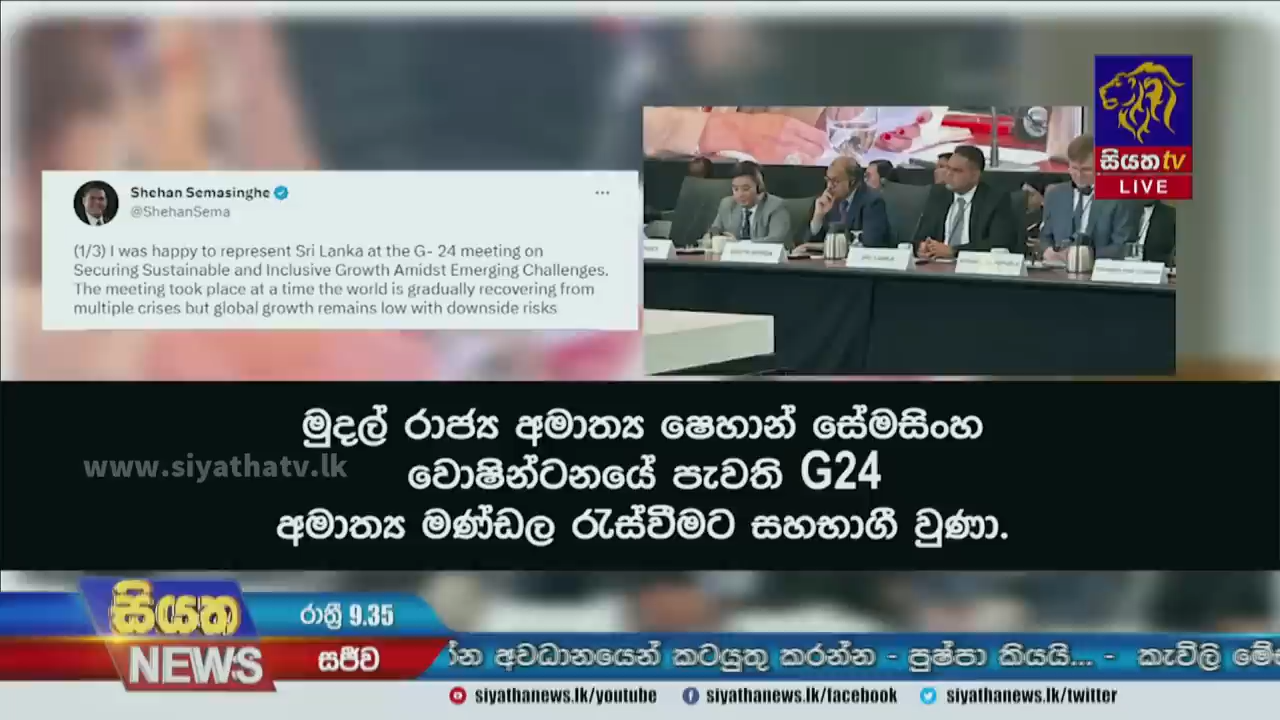 සියත tv
LIVE
Shehan Semasinghe
@ShehanSema
(1/3) I was happy to represent Sri Lanka at the G- 24 meeting on
Securing Sustainable and Inclusive Growth Amidst Emerging Challenges.
The meeting took place at a time the world is gradually recovering from
multiple crises but global growth remains low with downside risks
SRI LANKA
මුදල් රාජ්‍ය අමාත්‍ය ෂෙහාන් සේමසිංහ
www.siyathatv.lk
වොෂින්ටනයේ පැවති G24
අමාත්‍ය මණ්ඩල රැස්වීමට සහභාගී වුණා.
සියත
NEWS
රාත්‍රී 9.35
සජීව
අවධානයෙන් කටයුතු කරන්න - පුෂ්පා කියයි... - කැවිලි
siyathanews.lk/youtube siyathanews.lk/facebook siyathanews.lk/twitter